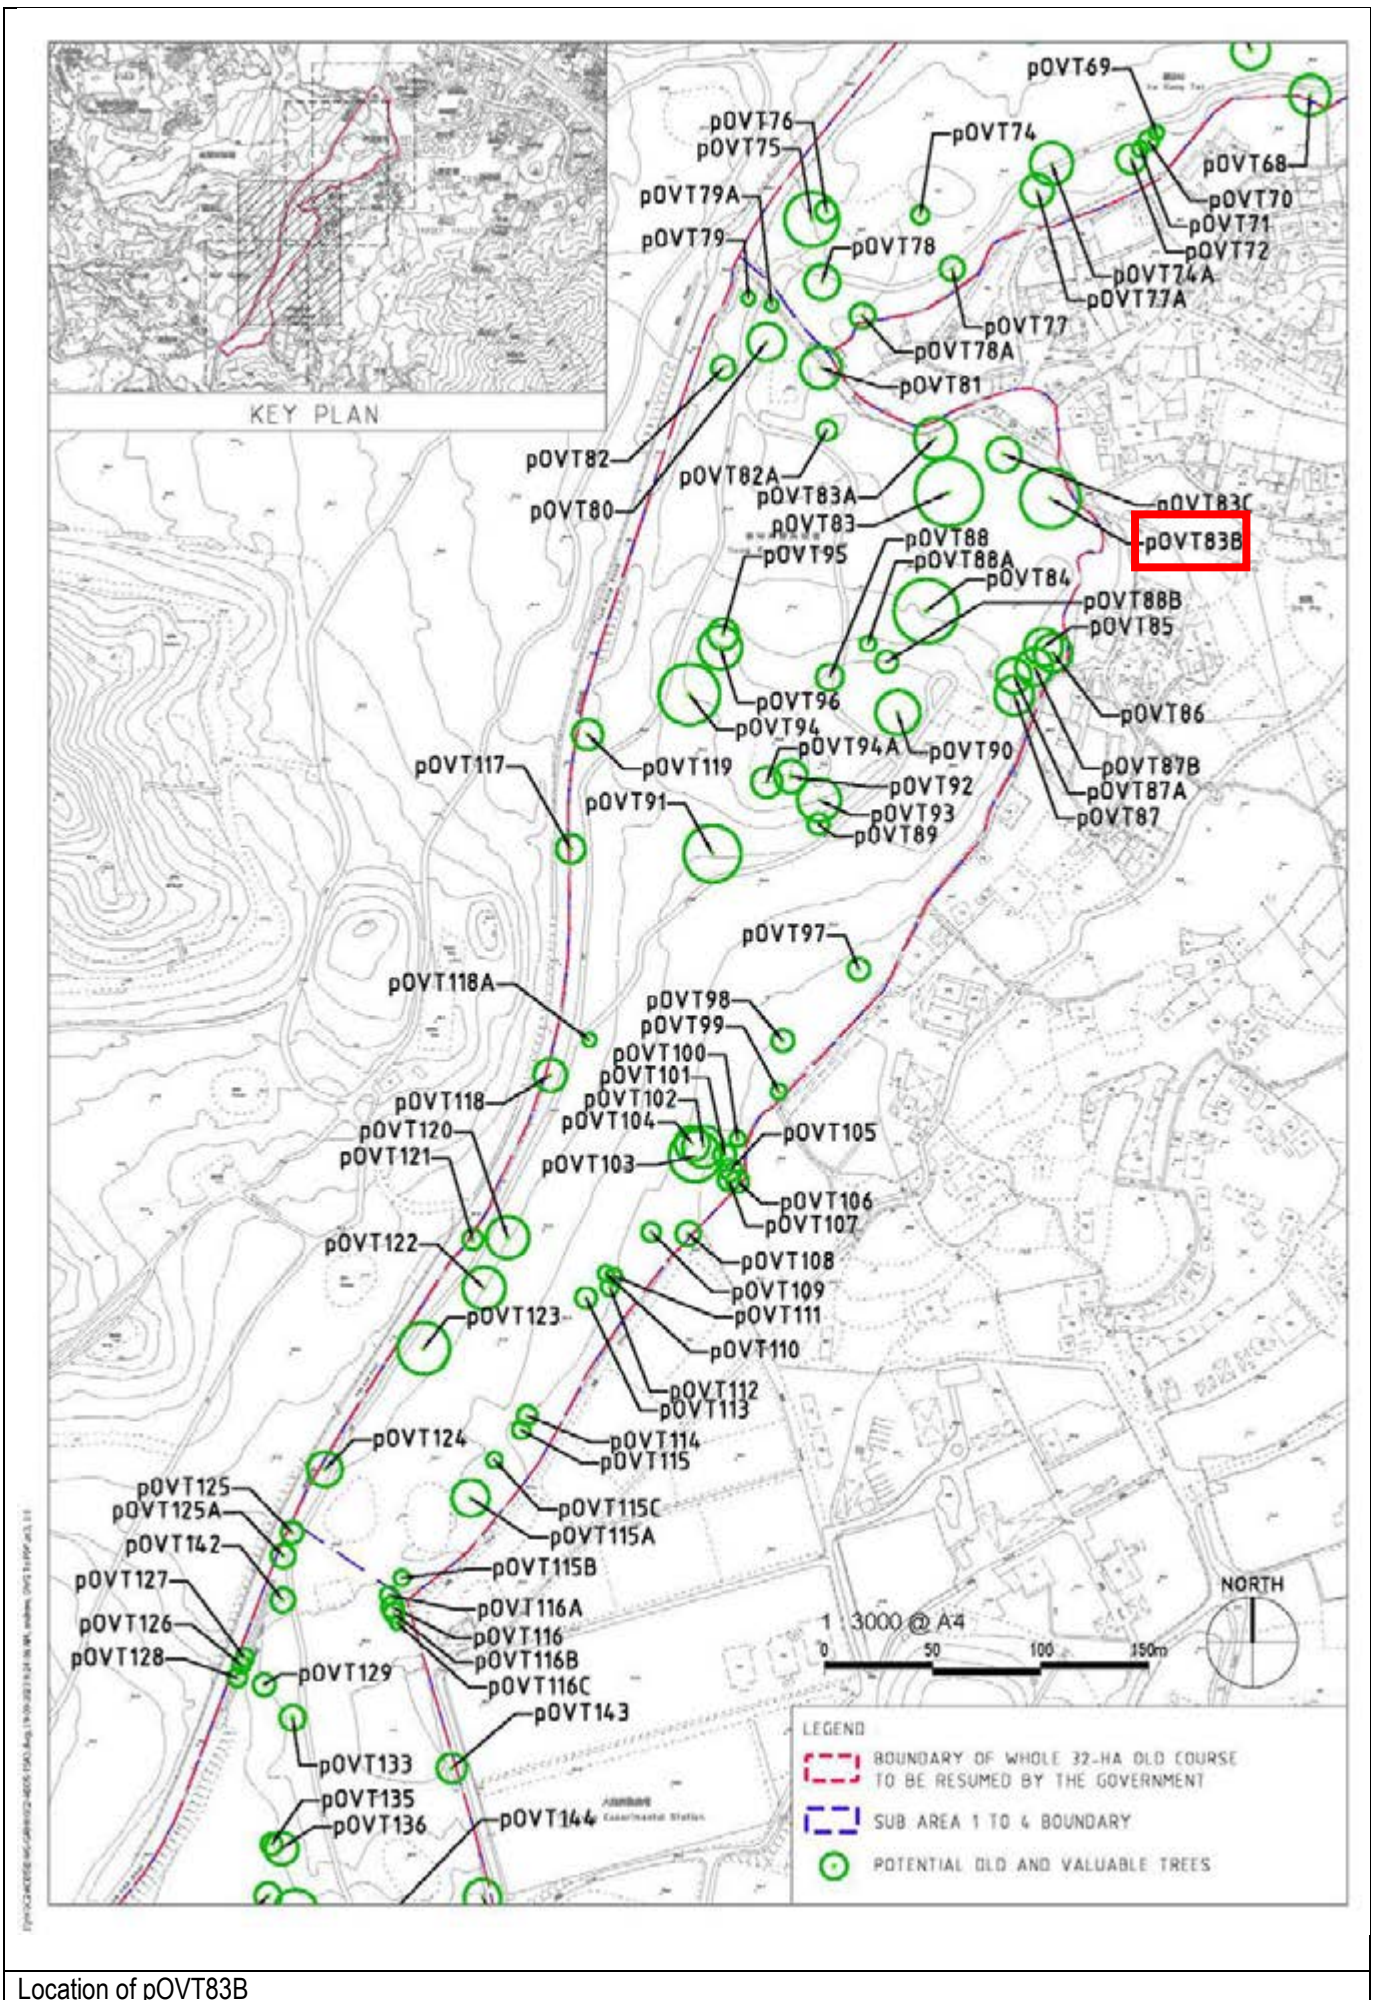 KEY PLAN
pOVT69
pOVT76
pOVT74
pOVT75
pOVT68
pOVT79A
pOVT70
pOVT71
pOVT79
pOVT78
pOVT72
pOVT74A
pOVT77A
pOVT77
pOVT78A
pOVT81
pOVT82
pOVT82A
pOVT83A
pOVT83C
pOVT80
pOVT83
pOVT88
pOVT83B
pOVT95
pOVT88A
pOVT84
pOVT88B
pOVT85
pOVT96
pOVT86
pOVT94
pOVT94A
pOVT90
pOVT117
pOVT119
pOVT87B
pOVT92
pOVT87A
pOVT91
pOVT93
pOVT87
pOVT89
pOVT97
pOVT118A
pOVT98
pOVT99
pOVT100
pOVT101
pOVT118
pOVT102
pOVT104
pOVT120
pOVT105
pOVT121
pOVT103
pOVT106
pOVT107
pOVT122
pOVT108
pOVT109
pOVT123
pOVT111
pOVT110
pOVT112
pOVT113
pOVT124
pOVT114
pOVT115
pOVT125
pOVT125A
pOVT115C
pOVT142
pOVT115A
pOVT115B
pOVT127
pOVT116A
pOVT126
pOVT116
pOVT128
pOVT129
pOVT116B
pOVT116C
pOVT143
pOVT133
pOVT135
pOVT136
pOVT144
Experimental Station
NORTH
1 : 3000 @ A4
0 50 100 150m
LEGEND
BOUNDARY OF WHOLE 32-HA OLD COURSE
TO BE RESUMED BY THE GOVERNMENT
SUB AREA 1 TO 4 BOUNDARY
POTENTIAL OLD AND VALUABLE TREES
Location of pOVT83B